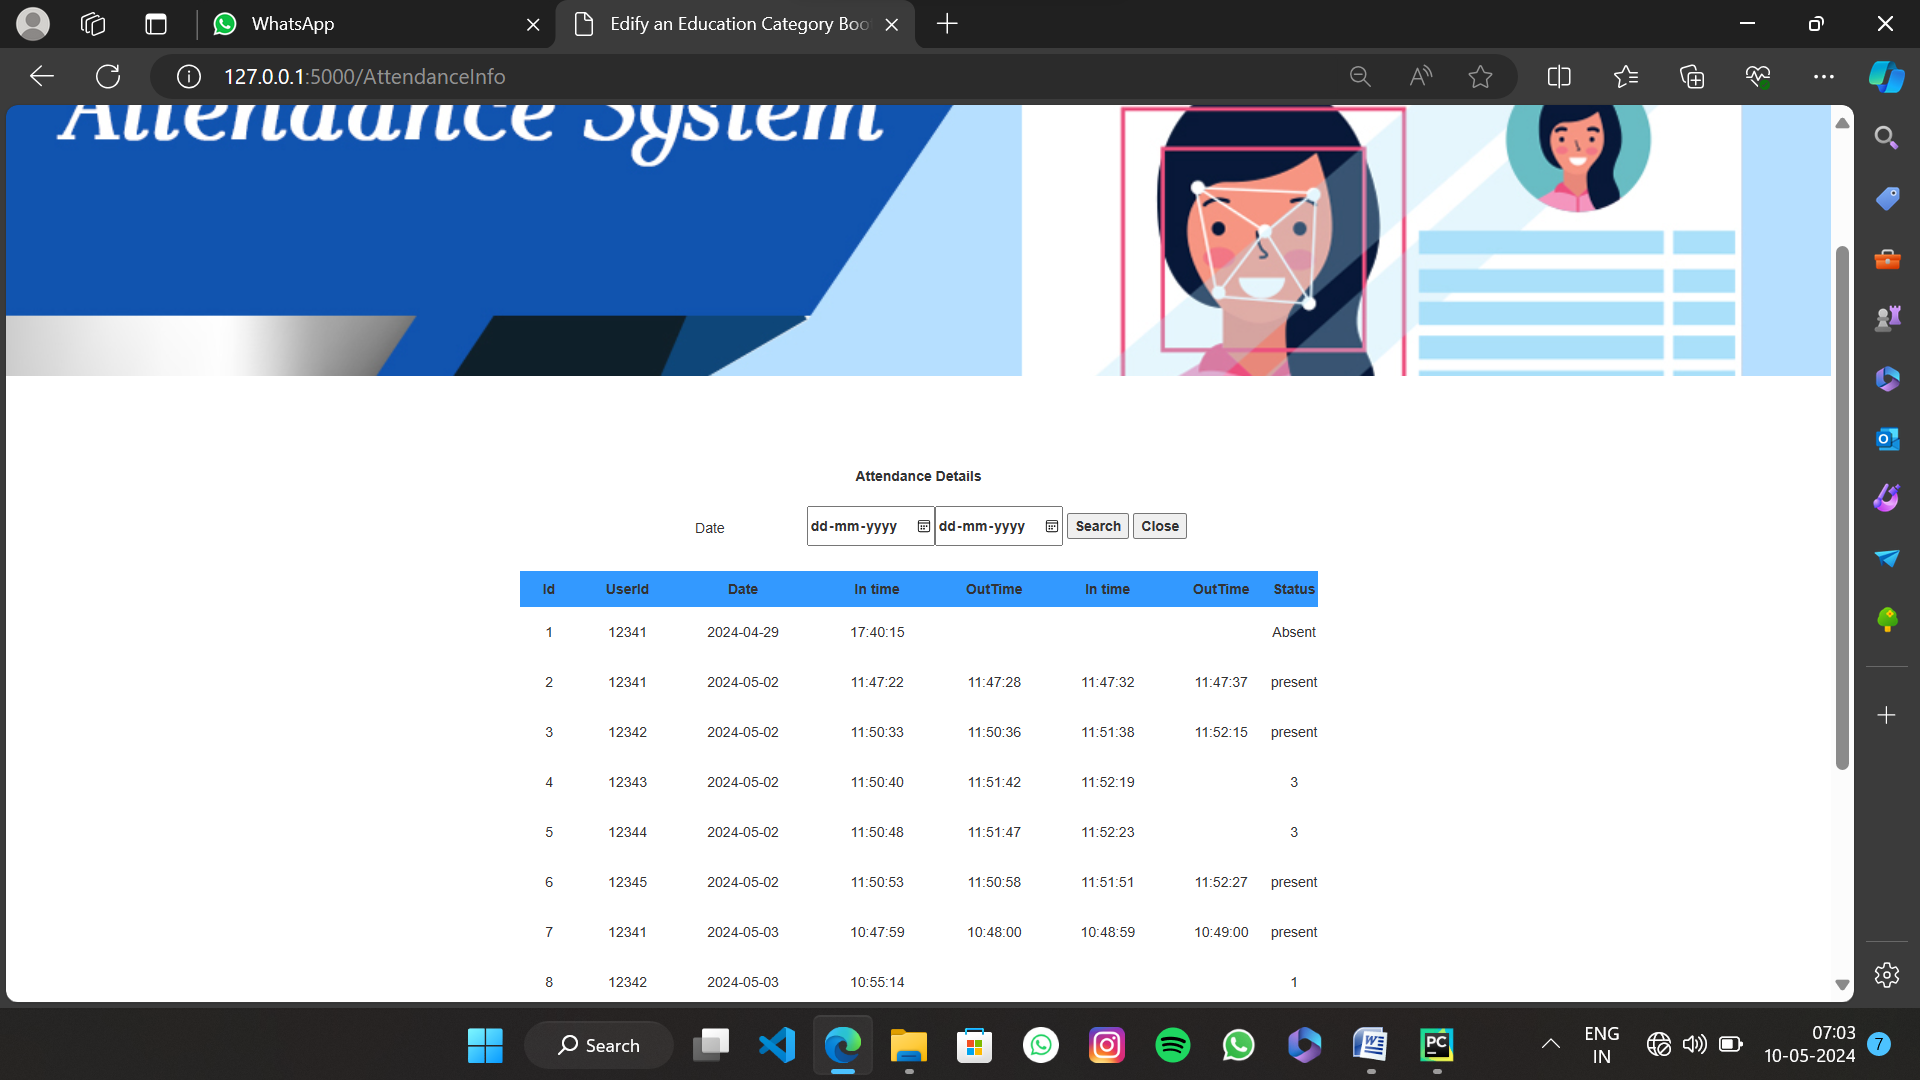 WhatsApp
Edify an Education Category Boo
127.0.0.1:5000/AttendanceInfo
Attendance System
Attendance Details
Date dd-mm-yyyy dd-mm-yyyy Search Close
Id UserId Date In time OutTime In time OutTime Status
1 12341 2024-04-29 17:40:15 Absent
2 12341 2024-05-02 11:47:22 11:47:28 11:47:32 11:47:37 present
3 12342 2024-05-02 11:50:33 11:50:36 11:51:38 11:52:15 present
4 12343 2024-05-02 11:50:40 11:51:42 11:52:19 3
5 12344 2024-05-02 11:50:48 11:51:47 11:52:23 3
6 12345 2024-05-02 11:50:53 11:50:58 11:51:51 11:52:27 present
7 12341 2024-05-03 10:47:59 10:48:00 10:48:59 10:49:00 present
8 12342 2024-05-03 10:55:14 1
Search
ENG
IN
07:03
10-05-2024
7